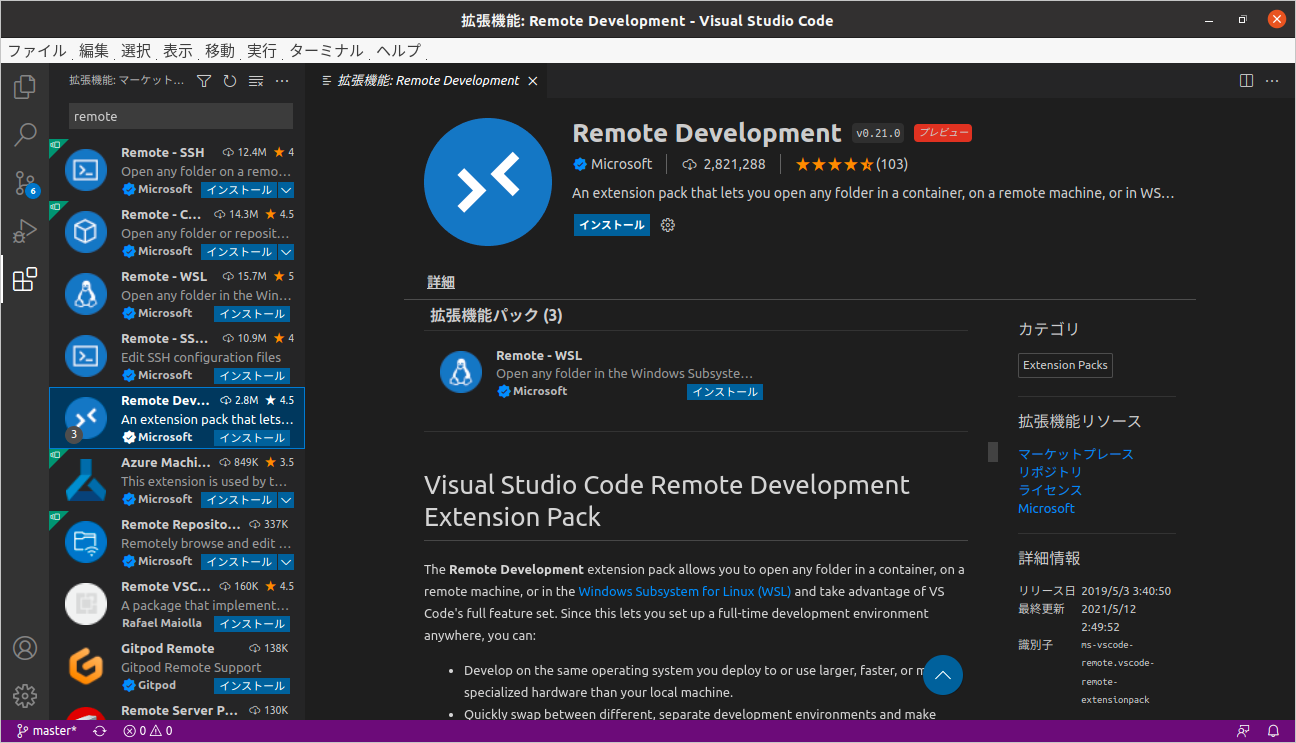 拡張機能: Remote Development - Visual Studio Code
ファイル 編集 選択 表示 移動 実行 ターミナル ヘルプ
拡張機能: マーケット...
remote
Remote - SSH 12.4M ★ 4
Open any folder on a remo...
Microsoft インストール
Remote - C... 14.3M ★ 4.5
Open any folder or reposit...
Microsoft インストール
Remote - WSL 15.7M ★ 5
Open any folder in the Win...
Microsoft インストール
Remote - SS... 10.9M ★ 4
Edit SSH configuration files
Microsoft インストール
Remote Dev... 2.8M ★ 4.5
An extension pack that lets...
3 Microsoft インストール
Azure Machi... 849K ★ 3.5
This extension is used by t...
Microsoft インストール
Remote Reposito... 337K
Remotely browse and edit ...
Microsoft インストール
Remote VSC... 160K ★ 4.5
A package that implement...
Rafael Maiolla インストール
Gitpod Remote 138K
Gitpod Remote Support
Gitpod インストール
Remote Server P... 130K
6
拡張機能: Remote Development
Remote Development v0.21.0 プレビュー
Microsoft 2,821,288 (103)
An extension pack that lets you open any folder in a container, on a remote machine, or in WS...
インストール
詳細
拡張機能パック (3)
Remote - WSL
Open any folder in the Windows Subsyste...
Microsoft インストール
Visual Studio Code Remote Development
Extension Pack
The Remote Development extension pack allows you to open any folder in a container, on a
remote machine, or in the Windows Subsystem for Linux (WSL) and take advantage of VS
Code's full feature set. Since this lets you set up a full-time development environment
anywhere, you can:
• Develop on the same operating system you deploy to or use larger, faster, or
specialized hardware than your local machine.
• Quickly swap between different, separate development environments and make
カテゴリ
Extension Packs
拡張機能リソース
マーケットプレース
リポジトリ
ライセンス
Microsoft
詳細情報
リリース日 2019/5/3 3:40:50
最終更新 2021/5/12
2:49:52
識別子 ms-vscode-
remote.vscode-
remote-
extensionpack
master* 0 0